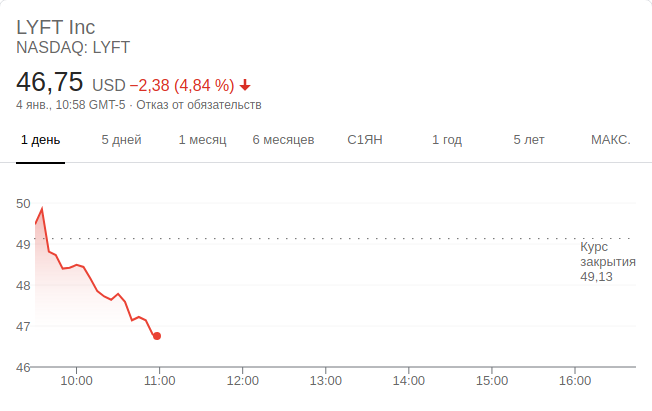 LYFT Inc
NASDAQ: LYFT
46,75 USD −2,38 (4,84 %)
4 янв., 10:58 GMT-5 · Отказ от обязательств
1 день 5 дней 1 месяц 6 месяцев С1ЯН 1 год 5 лет МАКС.
50
49
48
47
46
Курс
закрытия
49,13
10:00 11:00 12:00 13:00 14:00 15:00 16:00